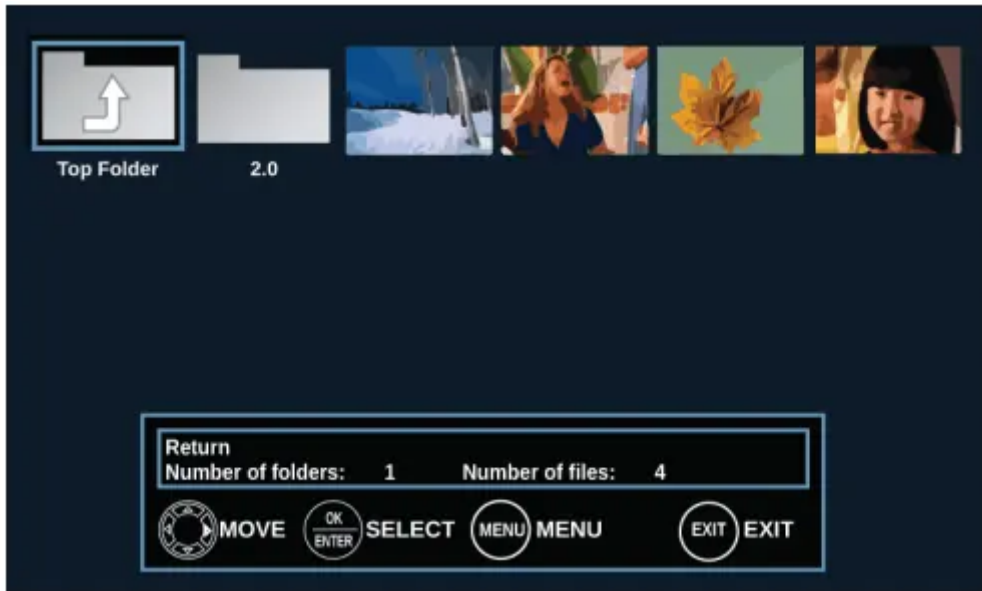 Top Folder
2.0
Return
Number of folders: 1 Number of files: 4
MOVE OK ENTER SELECT MENU MENU EXIT EXIT